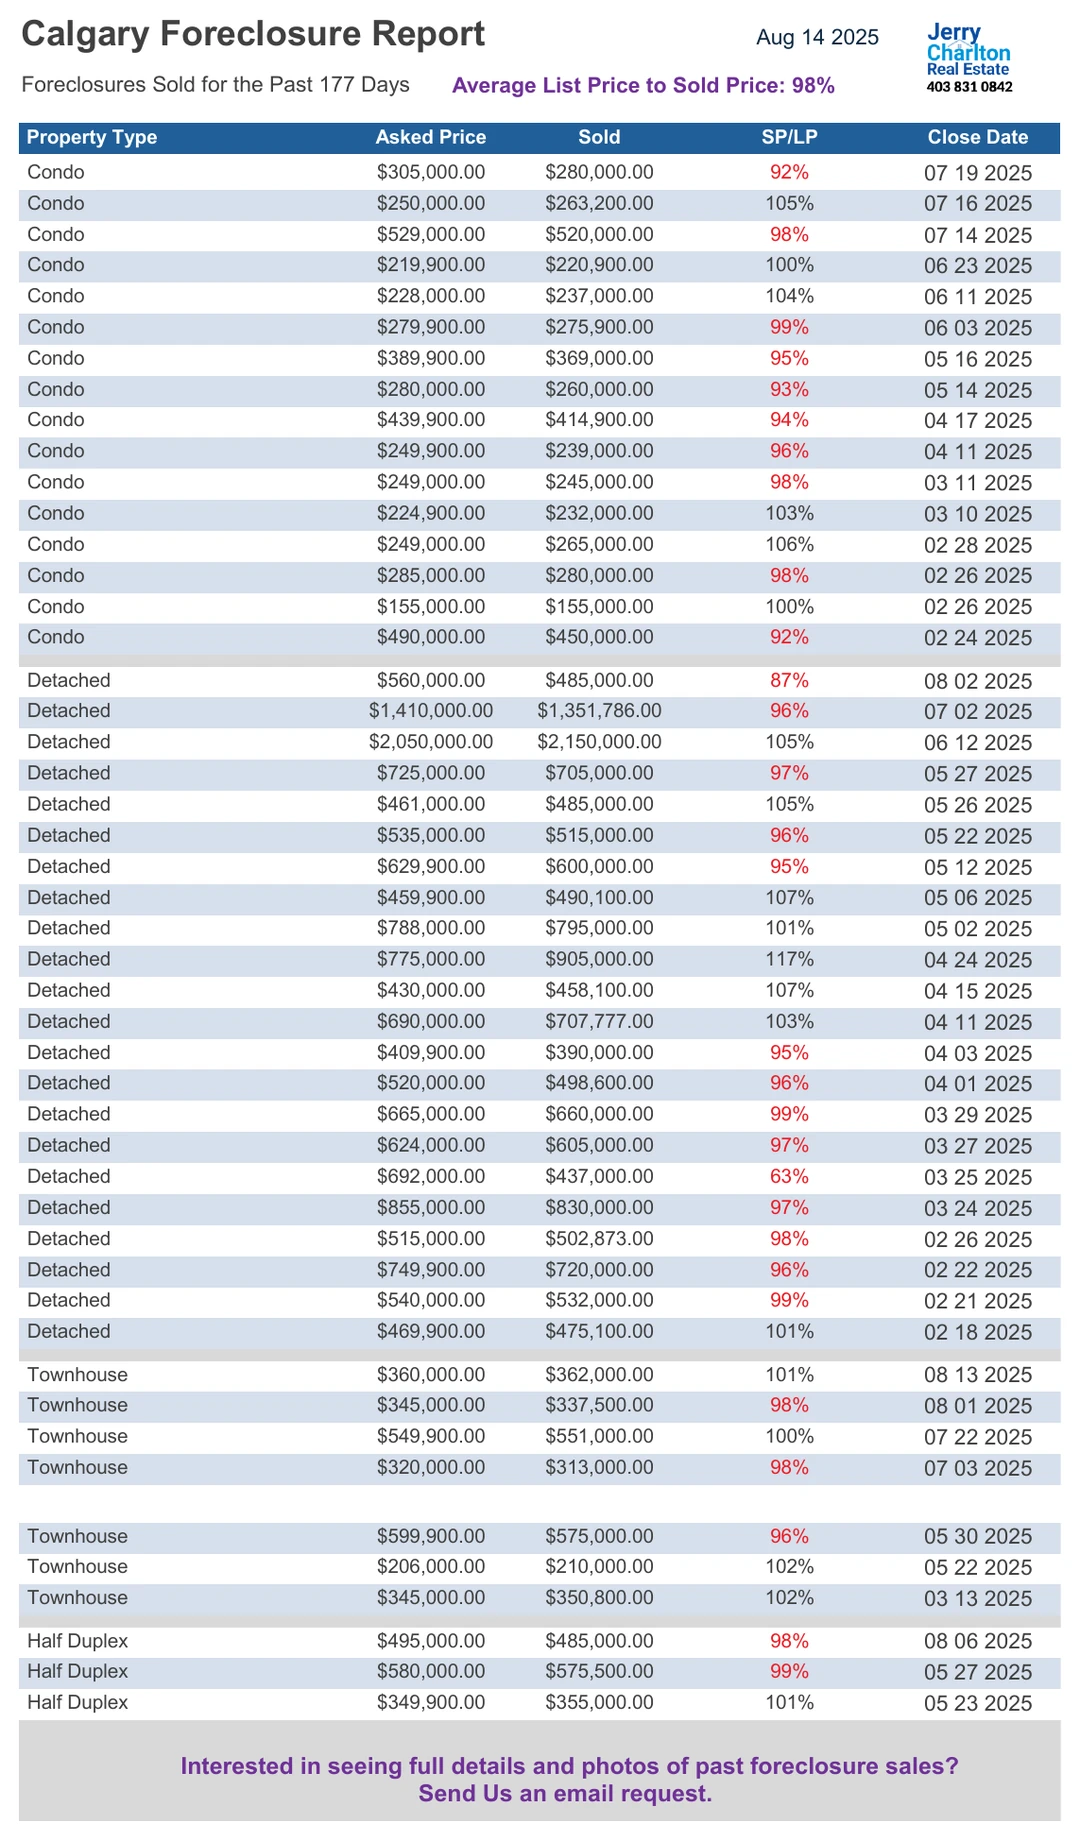 Calgary Foreclosure Report
Aug 14 2025
Jerry
Charlton
Real Estate
403 831 0842
Foreclosures Sold for the Past 177 Days
Average List Price to Sold Price: 98%
Property Type Asked Price Sold SP/LP Close Date
Condo $305,000.00 $280,000.00 92% 07 19 2025
Condo $250,000.00 $263,200.00 105% 07 16 2025
Condo $529,000.00 $520,000.00 98% 07 14 2025
Condo $219,900.00 $220,900.00 100% 06 23 2025
Condo $228,000.00 $237,000.00 104% 06 11 2025
Condo $279,900.00 $275,900.00 99% 06 03 2025
Condo $389,900.00 $369,000.00 95% 05 16 2025
Condo $280,000.00 $260,000.00 93% 05 14 2025
Condo $439,900.00 $414,900.00 94% 04 17 2025
Condo $249,900.00 $239,000.00 96% 04 11 2025
Condo $249,000.00 $245,000.00 98% 03 11 2025
Condo $224,900.00 $232,000.00 103% 03 10 2025
Condo $249,000.00 $265,000.00 106% 02 28 2025
Condo $285,000.00 $280,000.00 98% 02 26 2025
Condo $155,000.00 $155,000.00 100% 02 26 2025
Condo $490,000.00 $450,000.00 92% 02 24 2025
Detached $560,000.00 $485,000.00 87% 08 02 2025
Detached $1,410,000.00 $1,351,786.00 96% 07 02 2025
Detached $2,050,000.00 $2,150,000.00 105% 06 12 2025
Detached $725,000.00 $705,000.00 97% 05 27 2025
Detached $461,000.00 $485,000.00 105% 05 26 2025
Detached $535,000.00 $515,000.00 96% 05 22 2025
Detached $629,900.00 $600,000.00 95% 05 12 2025
Detached $459,900.00 $490,100.00 107% 05 06 2025
Detached $788,000.00 $795,000.00 101% 05 02 2025
Detached $775,000.00 $905,000.00 117% 04 24 2025
Detached $430,000.00 $458,100.00 107% 04 15 2025
Detached $690,000.00 $707,777.00 103% 04 11 2025
Detached $409,900.00 $390,000.00 95% 04 03 2025
Detached $520,000.00 $498,600.00 96% 04 01 2025
Detached $665,000.00 $660,000.00 99% 03 29 2025
Detached $624,000.00 $605,000.00 97% 03 27 2025
Detached $692,000.00 $437,000.00 63% 03 25 2025
Detached $855,000.00 $830,000.00 97% 03 24 2025
Detached $515,000.00 $502,873.00 98% 02 26 2025
Detached $749,900.00 $720,000.00 96% 02 22 2025
Detached $540,000.00 $532,000.00 99% 02 21 2025
Detached $469,900.00 $475,100.00 101% 02 18 2025
Townhouse $360,000.00 $362,000.00 101% 08 13 2025
Townhouse $345,000.00 $337,500.00 98% 08 01 2025
Townhouse $549,900.00 $551,000.00 100% 07 22 2025
Townhouse $320,000.00 $313,000.00 98% 07 03 2025
Townhouse $599,900.00 $575,000.00 96% 05 30 2025
Townhouse $206,000.00 $210,000.00 102% 05 22 2025
Townhouse $345,000.00 $350,800.00 102% 03 13 2025
Half Duplex $495,000.00 $485,000.00 98% 08 06 2025
Half Duplex $580,000.00 $575,500.00 99% 05 27 2025
Half Duplex $349,900.00 $355,000.00 101% 05 23 2025
Interested in seeing full details and photos of past foreclosure sales?
Send Us an email request.